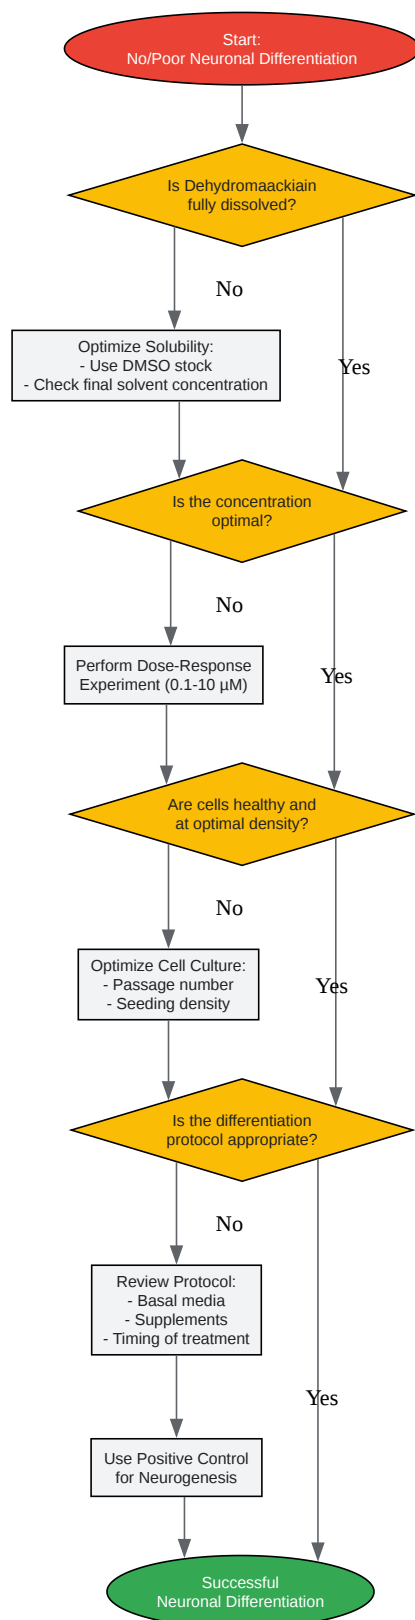 Start:
No/Poor Neuronal Differentiation
Is Dehydromaackiain
fully dissolved?
No
Yes
Optimize Solubility:
- Use DMSO stock
- Check final solvent concentration
Is the concentration
optimal?
No
Yes
Perform Dose-Response
Experiment (0.1-10 µM)
Are cells healthy and
at optimal density?
No
Yes
Optimize Cell Culture:
- Passage number
- Seeding density
Is the differentiation
protocol appropriate?
No
Yes
Review Protocol:
- Basal media
- Supplements
- Timing of treatment
Use Positive Control
for Neurogenesis
Successful
Neuronal Differentiation